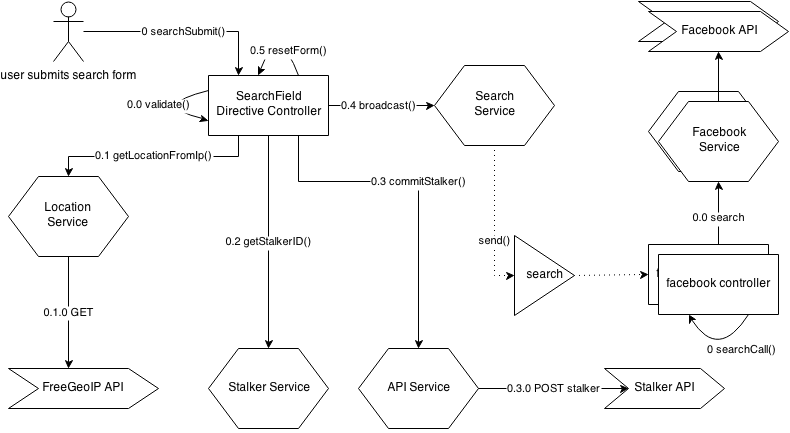 0 searchSubmit()
user submits search form
0.5 resetForm()
0.0 validate()
SearchField
Directive Controller
0.4 broadcast()
Search
Service
Facebook API
Facebook
Service
0.1 getLocationFromIp()
0.3 commitStalker()
Location
Service
0.2 getStalkerID()
send()
search
0.0 search
facebook controller
0 searchCall()
0.1.0 GET
FreeGeoIP API
Stalker Service
API Service
0.3.0 POST stalker
Stalker API